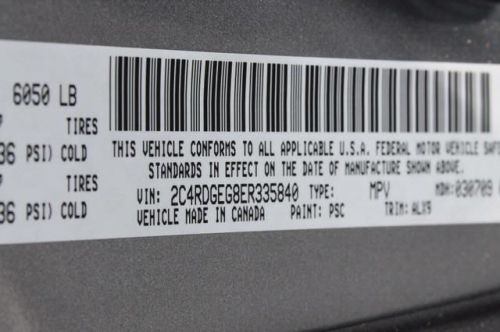 6050 LB
TIRES
36 PSI) COLD
TIRES
36 PSI) COLD
THIS VEHICLE CONFORMS TO ALL APPLICABLE U.S.A. FEDERAL MOTOR VEHICLE
STANDARDS IN EFFECT ON THE DATE OF MANUFACTURE SHOWN ABOVE.
VIN: 2C4RDGEG8ER335840 TYPE: MPV MDH:030709
VEHICLE MADE IN CANADA PAINT: PSC TRIM: ALX9